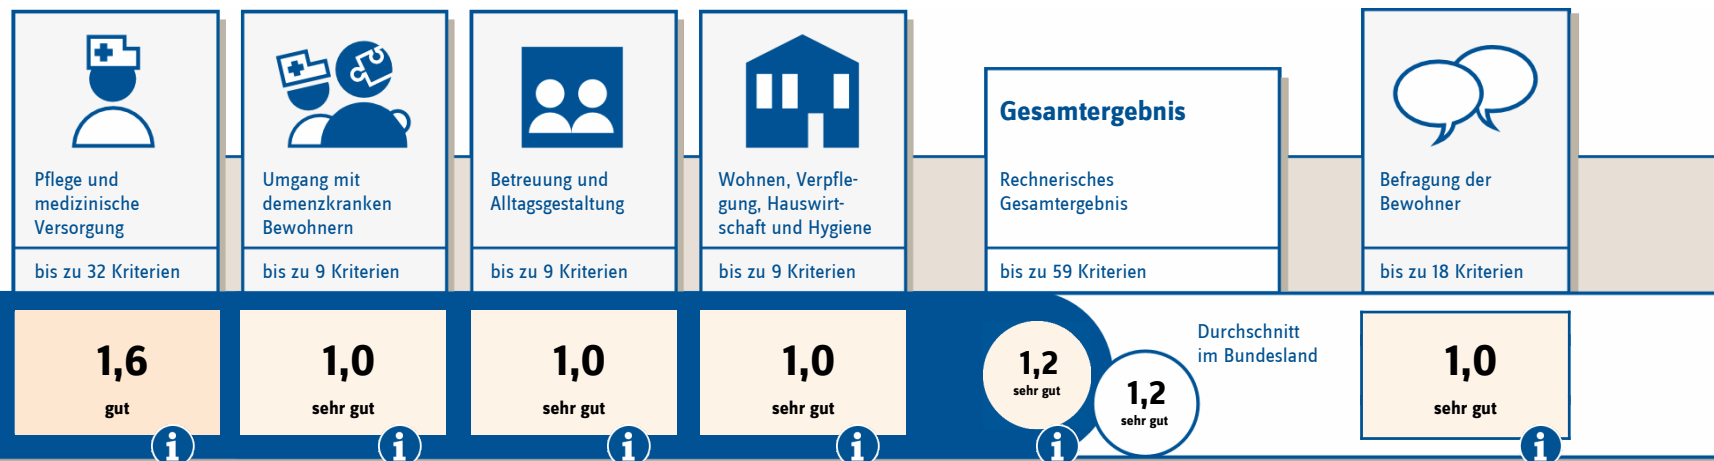 Pflege und
medizinische
Versorgung
bis zu 32 Kriterien
1,6
gut
i
Umgang mit
demenzkranken
Bewohnern
bis zu 9 Kriterien
1,0
sehr gut
i
Betreuung und
Alltagsgestaltung
bis zu 9 Kriterien
1,0
sehr gut
i
Wohnen, Verpfle-
gung, Hauswirt-
schaft und Hygiene
bis zu 9 Kriterien
1,0
sehr gut
i
Gesamtergebnis
Rechnerisches
Gesamtergebnis
bis zu 59 Kriterien
1,2
sehr gut
i
Durchschnitt
im Bundesland
1,2
sehr gut
Befragung der
Bewohner
bis zu 18 Kriterien
1,0
sehr gut
i